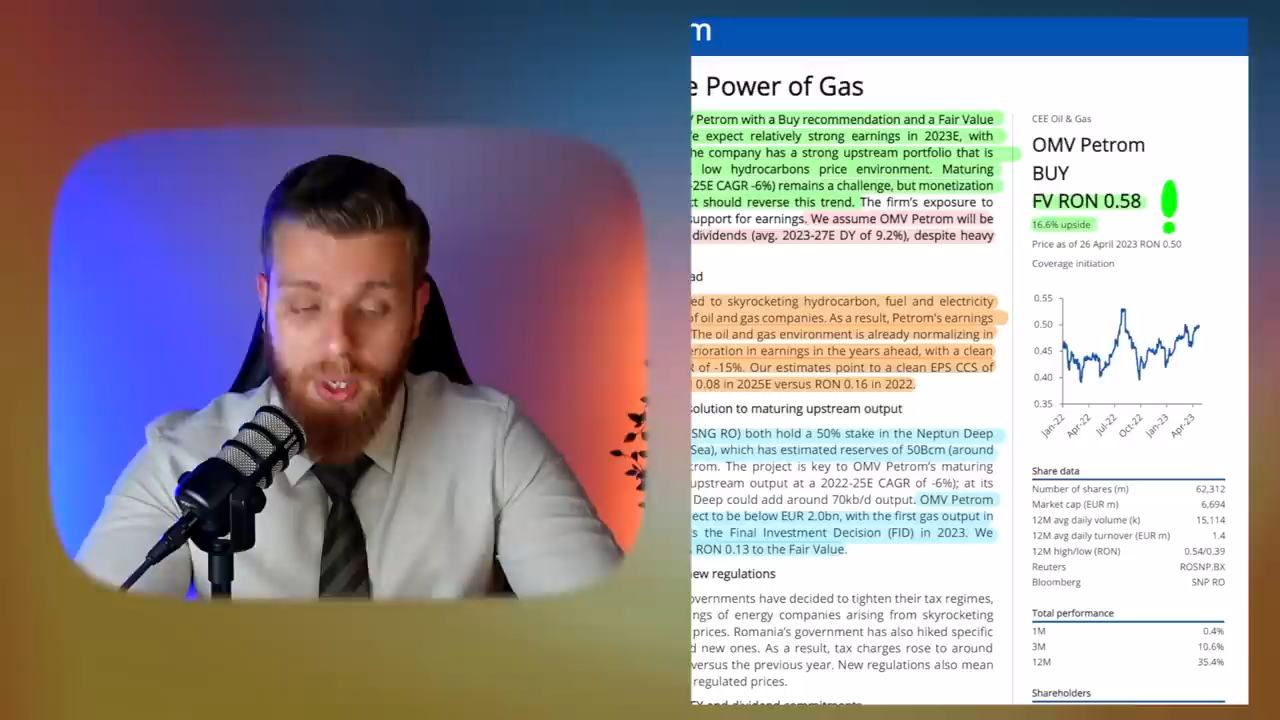 m
e Power of Gas
Petrom with a Buy recommendation and a Fair Value
e expect relatively strong earnings in 2023E, with
he company has a strong upstream portfolio that is
low hydrocarbons price environment. Maturing
-25E CAGR -6%) remains a challenge, but monetization
ct should reverse this trend. The firm's exposure to
support for earnings. We assume OMV Petrom will be
dividends (avg. 2023-27E DY of 9.2%), despite heavy
ad
ed to skyrocketing hydrocarbon, fuel and electricity
of oil and gas companies. As a result, Petrom's earnings
The oil and gas environment is already normalizing in
erioration in earnings in the years ahead, with a clean
R of -15%. Our estimates point to a clean EPS CCS of
0.08 in 2025E versus RON 0.16 in 2022.
solution to maturing upstream output
SNG RO) both hold a 50% stake in the Neptun Deep
Sea), which has estimated reserves of 50Bcm (around
trom. The project is key to OMV Petrom's maturing
upstream output at a 2022-25E CAGR of -6%); at its
Deep could add around 70kb/d output. OMV Petrom
ect to be below EUR 2.0bn, with the first gas output in
s the Final Investment Decision (FID) in 2023. We
RON 0.13 to the Fair Value.
new regulations
overnments have decided to tighten their tax regimes,
ngs of energy companies arising from skyrocketing
prices. Romania's government has also hiked specific
d new ones. As a result, tax charges rose to around
versus the previous year. New regulations also mean
regulated prices.
and dividend commitments
CEE Oil & Gas
OMV Petrom
BUY
FV RON 0.58
16.6% upside
Price as of 26 April 2023 RON 0.50
Coverage initiation
0.55
0.50
0.45
0.40
0.35
Jan-22 Apr-22 Jul-22 Oct-22 Jan-23 Apr-23
Share data
Number of shares (m) 62,312
Market cap (EUR m) 6,694
12M avg daily volume (k) 15,114
12M avg daily turnover (EUR m) 1.4
12M high/low (RON) 0.54/0.39
Reuters ROSNP.BX
Bloomberg SNP RO
Total performance
1M 0.4%
3M 10.6%
12M 35.4%
Shareholders